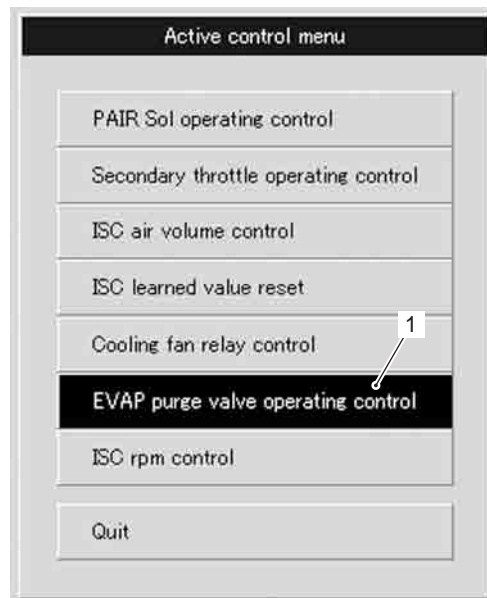 Active control menu
PAIR Sol operating control
Secondary throttle operating control
ISC air volume control
ISC learned value reset
1
Cooling fan relay control
EVAP purge valve operating control
ISC rpm control
Quit